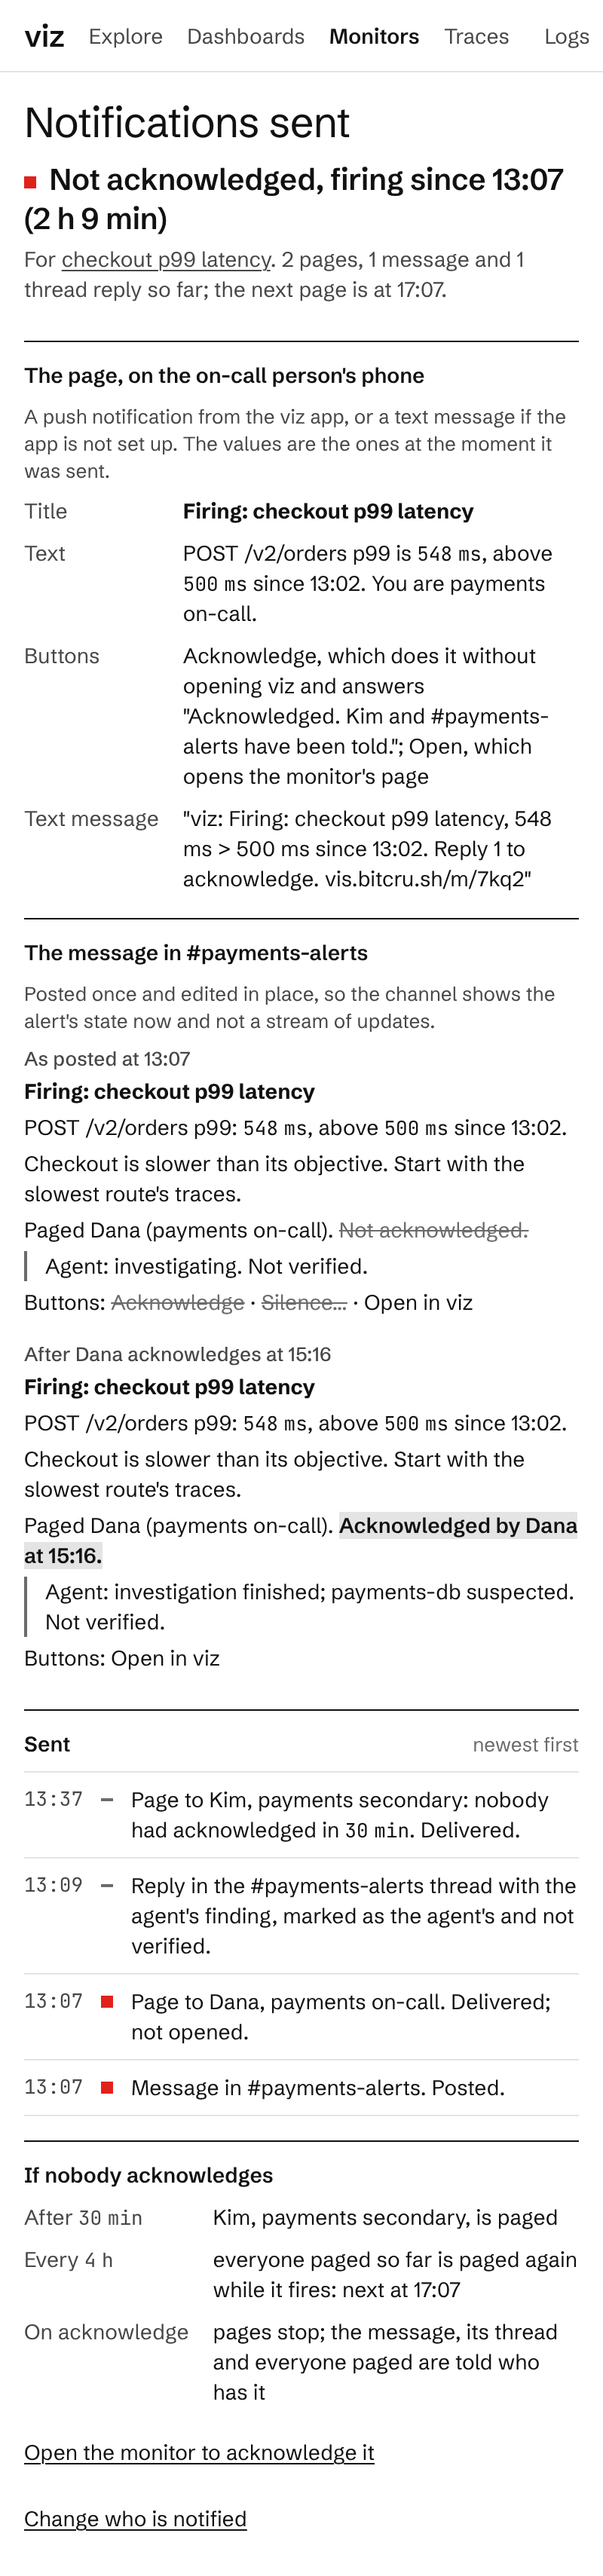 viz Explore Dashboards Monitors Traces Logs
Notifications sent
Not acknowledged, firing since 13:07
(2 h 9 min)
For checkout p99 latency. 2 pages, 1 message and 1
thread reply so far; the next page is at 17:07.
The page, on the on-call person's phone
A push notification from the viz app, or a text message if the
app is not set up. The values are the ones at the moment it
was sent.
Title Firing: checkout p99 latency
Text POST /v2/orders p99 is 548 ms, above
500 ms since 13:02. You are payments
on-call.
Buttons Acknowledge, which does it without
opening viz and answers
"Acknowledged. Kim and #payments-
alerts have been told."; Open, which
opens the monitor's page
Text message "viz: Firing: checkout p99 latency, 548
ms > 500 ms since 13:02. Reply 1 to
acknowledge. vis.bitcru.sh/m/7kq2"
The message in #payments-alerts
Posted once and edited in place, so the channel shows the
alert's state now and not a stream of updates.
As posted at 13:07
Firing: checkout p99 latency
POST /v2/orders p99: 548 ms, above 500 ms since 13:02.
Checkout is slower than its objective. Start with the
slowest route's traces.
Paged Dana (payments on-call). Not acknowledged.
Agent: investigating. Not verified.
Buttons: Acknowledge · Silence... · Open in viz
After Dana acknowledges at 15:16
Firing: checkout p99 latency
POST /v2/orders p99: 548 ms, above 500 ms since 13:02.
Checkout is slower than its objective. Start with the
slowest route's traces.
Paged Dana (payments on-call). Acknowledged by Dana
at 15:16.
Agent: investigation finished; payments-db suspected.
Not verified.
Buttons: Open in viz
Sent newest first
13:37 Page to Kim, payments secondary: nobody
had acknowledged in 30 min. Delivered.
13:09 Reply in the #payments-alerts thread with the
agent's finding, marked as the agent's and not
verified.
13:07 Page to Dana, payments on-call. Delivered;
not opened.
13:07 Message in #payments-alerts. Posted.
If nobody acknowledges
After 30 min Kim, payments secondary, is paged
Every 4 h everyone paged so far is paged again
while it fires: next at 17:07
On acknowledge pages stop; the message, its thread
and everyone paged are told who
has it
Open the monitor to acknowledge it
Change who is notified